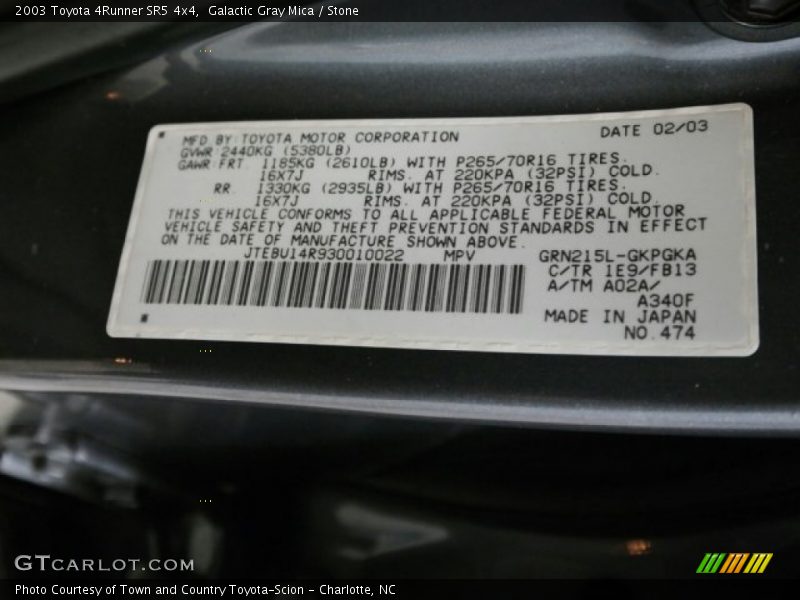 2003 Toyota 4Runner SR5 4x4,  Galactic Gray Mica / Stone
MFD BY:TOYOTA MOTOR CORPORATION DATE 02/03
GVWR 2440KG (5380LB)
GAWR FRT. 1185KG (2610LB) WITH P265/70R16 TIRES.
16X7J RIMS. AT 220KPA (32PSI) COLD.
RR. 1330KG (2935LB) WITH P265/70R16 TIRES.
16X7J RIMS. AT 220KPA (32PSI) COLD.
THIS VEHICLE CONFORMS TO ALL APPLICABLE FEDERAL MOTOR
VEHICLE SAFETY AND THEFT PREVENTION STANDARDS IN EFFECT
ON THE DATE OF MANUFACTURE SHOWN ABOVE.
JTEBU14R930010022 MPV GRN215L-GKPGKA
C/TR 1E9/FB13
A/TM A02A/
A340F
MADE IN JAPAN
NO.474
GTcarlot.com
Photo Courtesy of Town and Country Toyota-Scion - Charlotte, NC